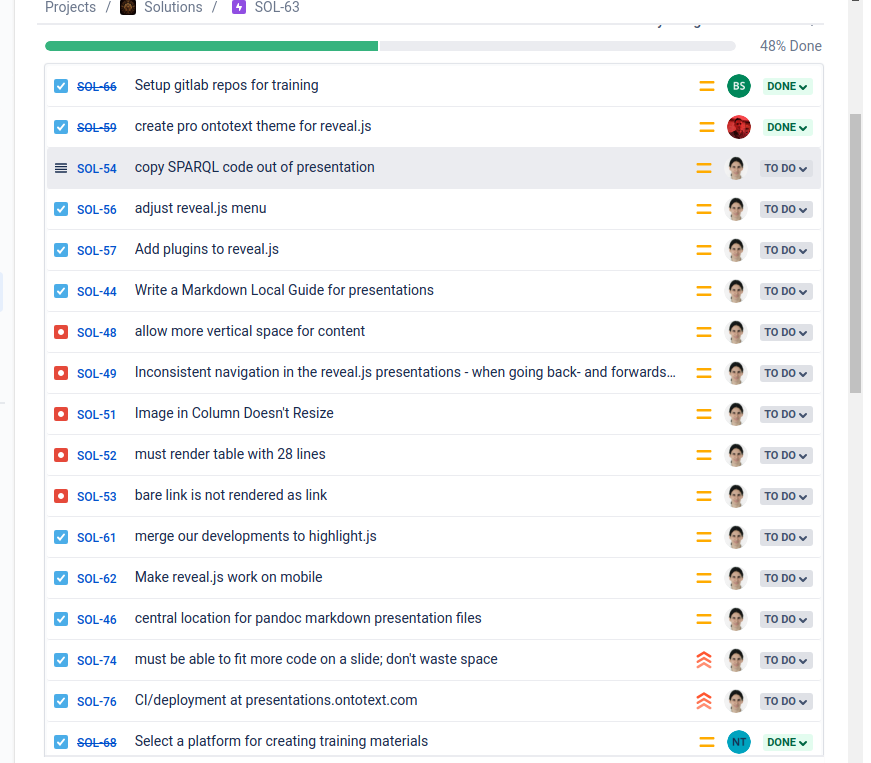 Projects / Solutions / SOL-63
48% Done
SOL-66 Setup gitlab repos for training BS DONE
SOL-59 create pro ontotext theme for reveal.js DONE
SOL-54 copy SPARQL code out of presentation TO DO
SOL-56 adjust reveal.js menu TO DO
SOL-57 Add plugins to reveal.js TO DO
SOL-44 Write a Markdown Local Guide for presentations TO DO
SOL-48 allow more vertical space for content TO DO
SOL-49 Inconsistent navigation in the reveal.js presentations - when going back- and forwards... TO DO
SOL-51 Image in Column Doesn't Resize TO DO
SOL-52 must render table with 28 lines TO DO
SOL-53 bare link is not rendered as link TO DO
SOL-61 merge our developments to highlight.js TO DO
SOL-62 Make reveal.js work on mobile TO DO
SOL-46 central location for pandoc markdown presentation files TO DO
SOL-74 must be able to fit more code on a slide; don't waste space TO DO
SOL-76 CI/deployment at presentations.ontotext.com TO DO
SOL-68 Select a platform for creating training materials NT DONE